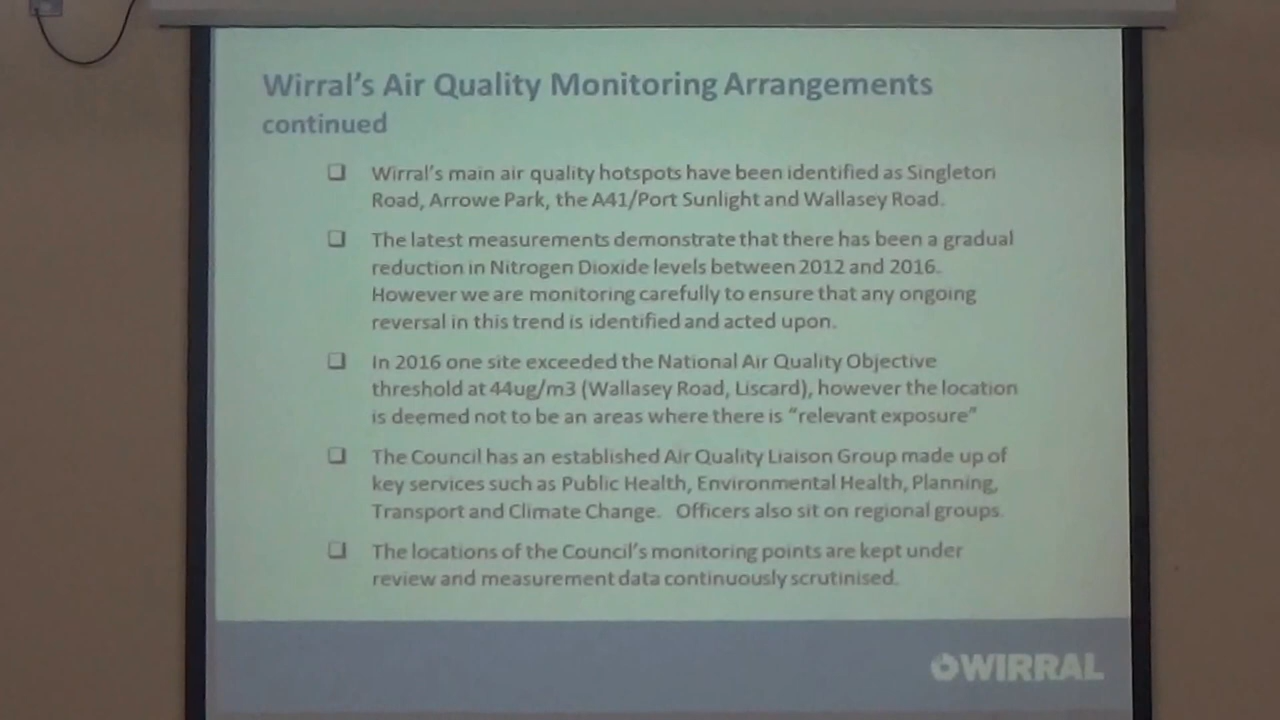 Wirral's Air Quality Monitoring Arrangements
continued
Wirral's main air quality hotspots have been identified as Singleton
Road, Arrowe Park, the A41/Port Sunlight and Wallasey Road.
The latest measurements demonstrate that there has been a gradual
reduction in Nitrogen Dioxide levels between 2012 and 2016.
However we are monitoring carefully to ensure that any ongoing
reversal in this trend is identified and acted upon.
In 2016 one site exceeded the National Air Quality Objective
threshold at 44ug/m3 (Wallasey Road, Liscard), however the location
is deemed not to be an areas where there is "relevant exposure"
The Council has an established Air Quality Liaison Group made up of
key services such as Public Health, Environmental Health, Planning,
Transport and Climate Change. Officers also sit on regional groups.
The locations of the Council's monitoring points are kept under
review and measurement data continuously scrutinised.
WIRRAL